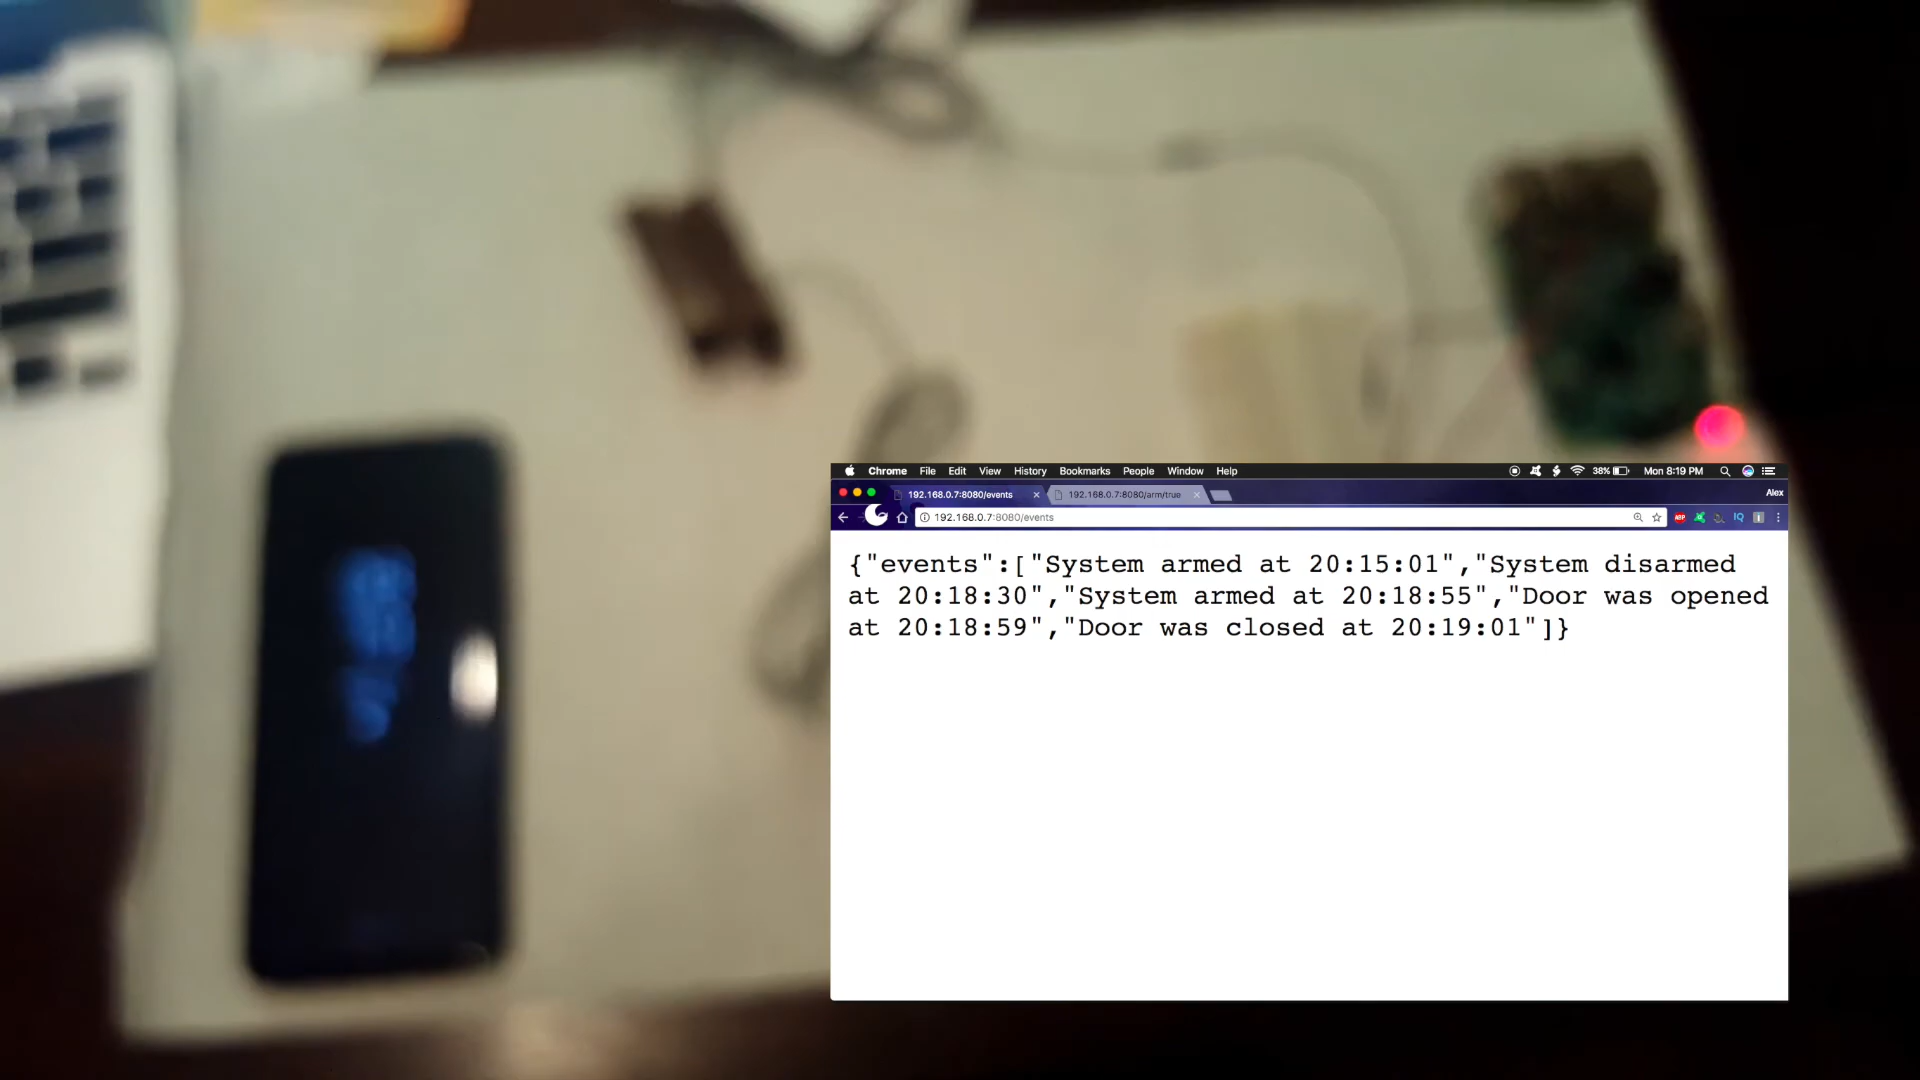 Chrome File Edit View History Bookmarks People Window Help 38% Mon 8:19 PM
192.168.0.7:8080/events 192.168.0.7:8080/arm/true Alex
192.168.0.7:8080/events ABP IQ
{"events":["System armed at 20:15:01","System disarmed
at 20:18:30","System armed at 20:18:55","Door was opened
at 20:18:59","Door was closed at 20:19:01"]}